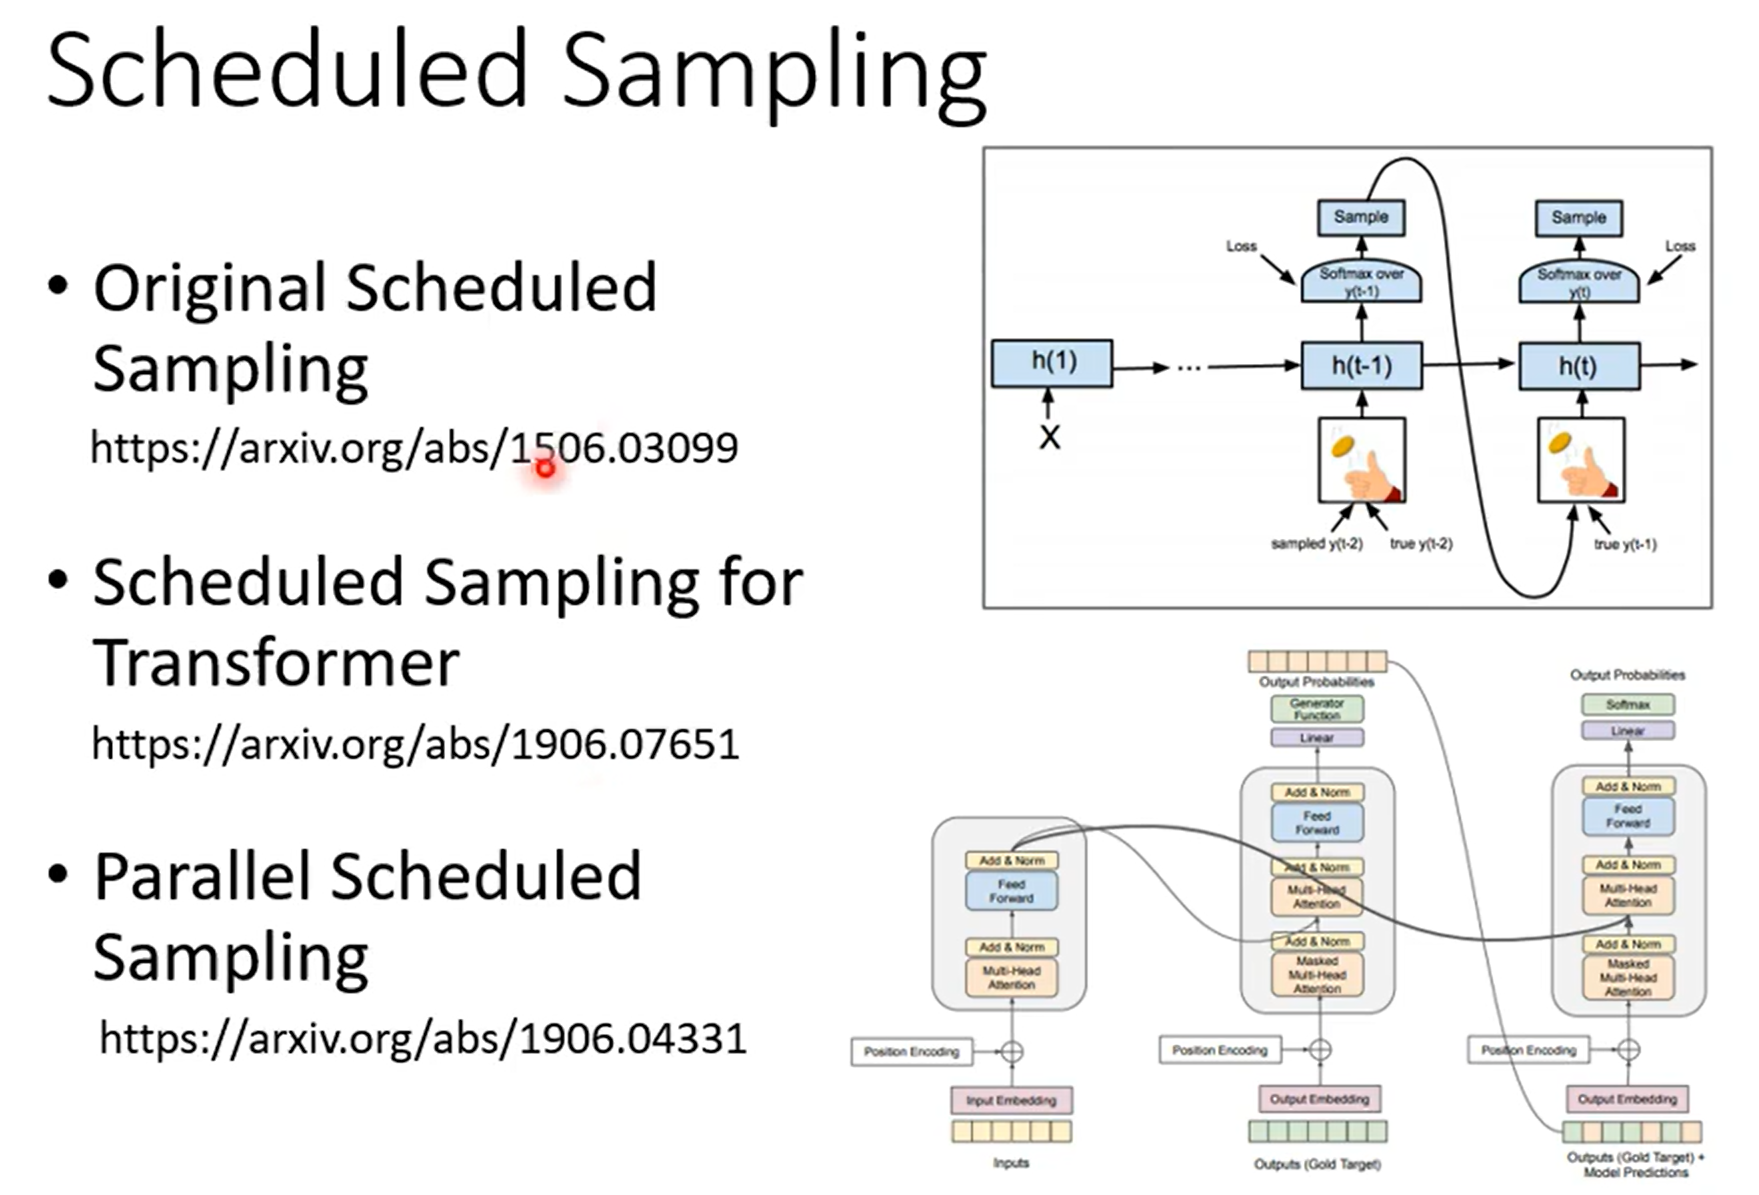 Scheduled Sampling
• Original Scheduled
Sampling
https://arxiv.org/abs/1506.03099
• Scheduled Sampling for
Transformer
https://arxiv.org/abs/1906.07651
• Parallel Scheduled
Sampling
https://arxiv.org/abs/1906.04331
Sample
Sample
Loss
Loss
Softmax over
y(t-1)
Softmax over
y(t)
h(1)
...
h(t-1)
h(t)
X
sampled y(t-2)
true y(t-2)
true y(t-1)
Add & Norm
Feed
Forward
Add & Norm
Multi-Head
Attention
Position Encoding
Input Embedding
Inputs
Output Probabilities
Generator
Function
Linear
Add & Norm
Feed
Forward
Add & Norm
Multi-Head
Attention
Add & Norm
Masked
Multi-Head
Attention
Position Encoding
Output Embedding
Outputs (Gold Target)
Output Probabilities
Softmax
Linear
Add & Norm
Feed
Forward
Add & Norm
Multi-Head
Attention
Add & Norm
Masked
Multi-Head
Attention
Position Encoding
Output Embedding
Outputs (Gold Target) +
Model Predictions